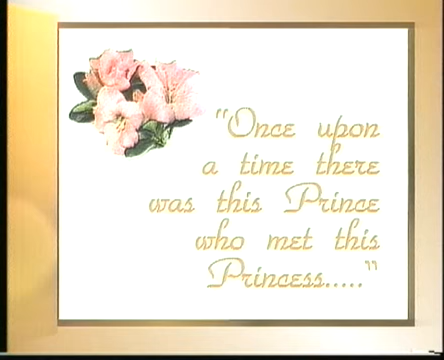 "Once upon
a time there
was this Prince
who met this
Princess....."